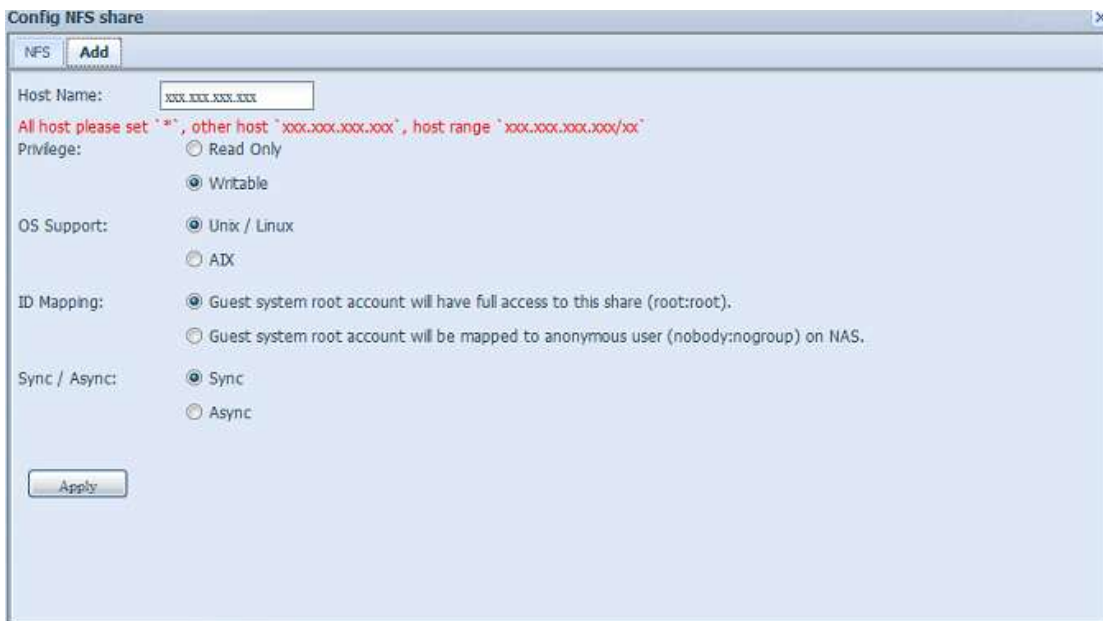 Config NFS share
NFS Add
Host Name: xxx.xxx.xxx.xxx
All host please set `*`, other host `xxx.xxx.xxx.xxx`, host range `xxx.xxx.xxx.xxx/xx`
Privilege: Read Only
Writable
OS Support: Unix / Linux
AIX
ID Mapping: Guest system root account will have full access to this share (root:root).
Guest system root account will be mapped to anonymous user (nobody:nogroup) on NAS.
Sync / Async: Sync
Async
Apply